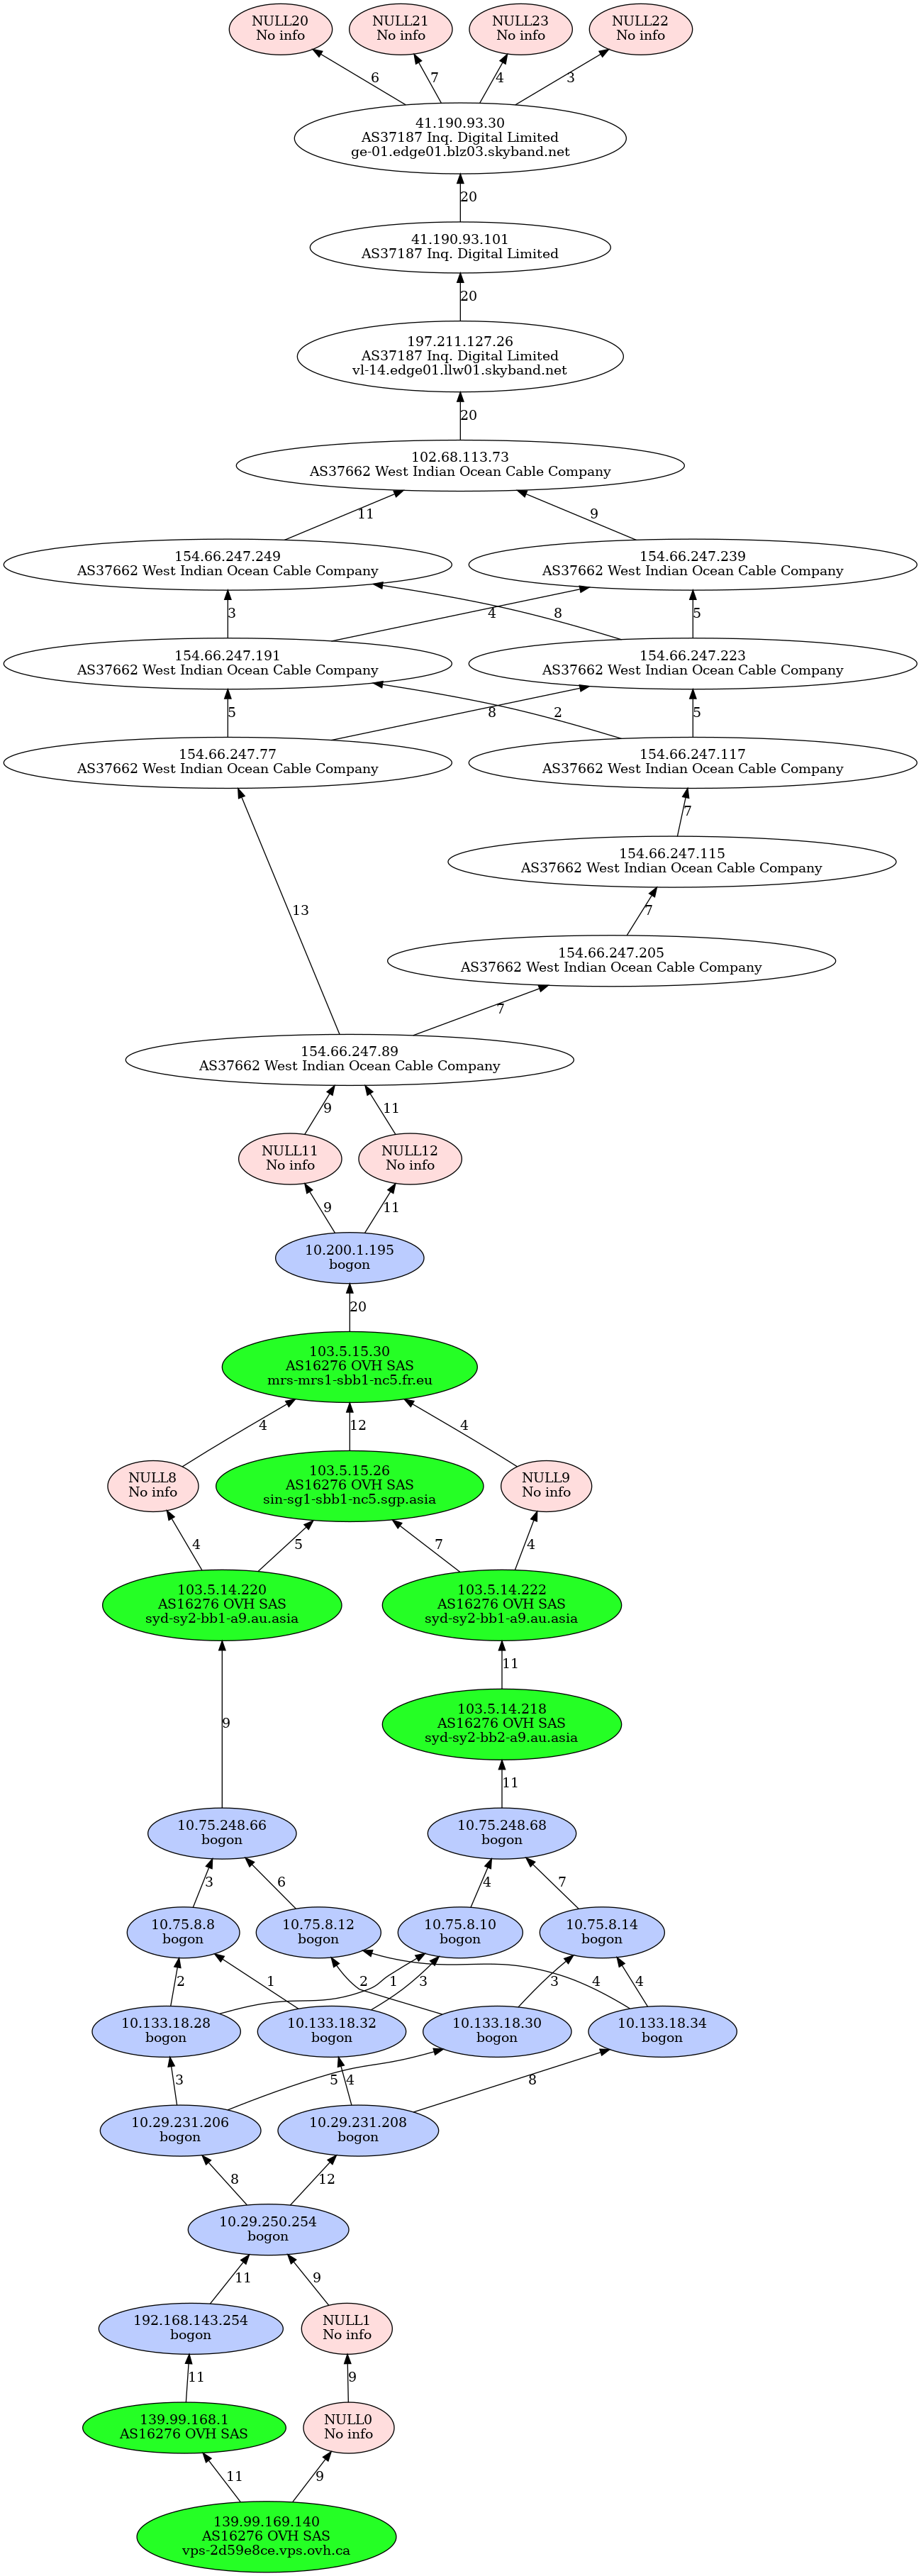 NULL20
No info
NULL21
No info
NULL23
No info
NULL22
No info
6
7
4
3
41.190.93.30
AS37187 Inq. Digital Limited
ge-01.edge01.blz03.skyband.net
20
41.190.93.101
AS37187 Inq. Digital Limited
20
197.211.127.26
AS37187 Inq. Digital Limited
vl-14.edge01.llw01.skyband.net
20
102.68.113.73
AS37662 West Indian Ocean Cable Company
11
9
154.66.247.249
AS37662 West Indian Ocean Cable Company
154.66.247.239
AS37662 West Indian Ocean Cable Company
3
4
8
5
154.66.247.191
AS37662 West Indian Ocean Cable Company
154.66.247.223
AS37662 West Indian Ocean Cable Company
5
8
2
5
154.66.247.77
AS37662 West Indian Ocean Cable Company
154.66.247.117
AS37662 West Indian Ocean Cable Company
7
154.66.247.115
AS37662 West Indian Ocean Cable Company
13
7
154.66.247.205
AS37662 West Indian Ocean Cable Company
7
154.66.247.89
AS37662 West Indian Ocean Cable Company
9
11
NULL11
No info
NULL12
No info
9
11
10.200.1.195
bogon
20
103.5.15.30
AS16276 OVH SAS
mrs-mrs1-sbb1-nc5.fr.eu
4
12
4
NULL8
No info
103.5.15.26
AS16276 OVH SAS
sin-sg1-sbb1-nc5.sgp.asia
NULL9
No info
4
5
7
4
103.5.14.220
AS16276 OVH SAS
syd-sy2-bb1-a9.au.asia
103.5.14.222
AS16276 OVH SAS
syd-sy2-bb1-a9.au.asia
11
9
103.5.14.218
AS16276 OVH SAS
syd-sy2-bb2-a9.au.asia
11
10.75.248.66
bogon
10.75.248.68
bogon
3
6
4
7
10.75.8.8
bogon
10.75.8.12
bogon
10.75.8.10
bogon
10.75.8.14
bogon
2
1
2
1
3
3
4
4
10.133.18.28
bogon
10.133.18.32
bogon
10.133.18.30
bogon
10.133.18.34
bogon
3
5
4
8
10.29.231.206
bogon
10.29.231.208
bogon
8
12
10.29.250.254
bogon
11
9
192.168.143.254
bogon
NULL1
No info
11
9
139.99.168.1
AS16276 OVH SAS
NULL0
No info
11
9
139.99.169.140
AS16276 OVH SAS
vps-2d59e8ce.vps.ovh.ca